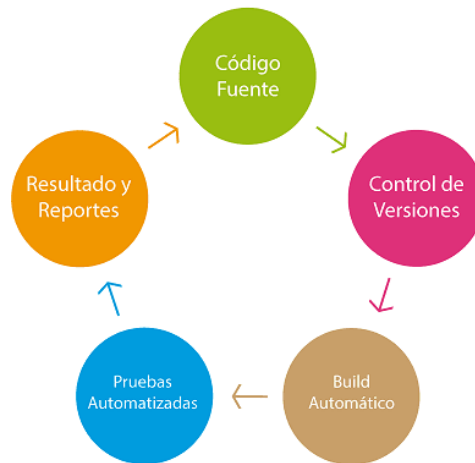 Código
Fuente
Control de
Versiones
Build
Automático
Pruebas
Automatizadas
Resultado y
Reportes